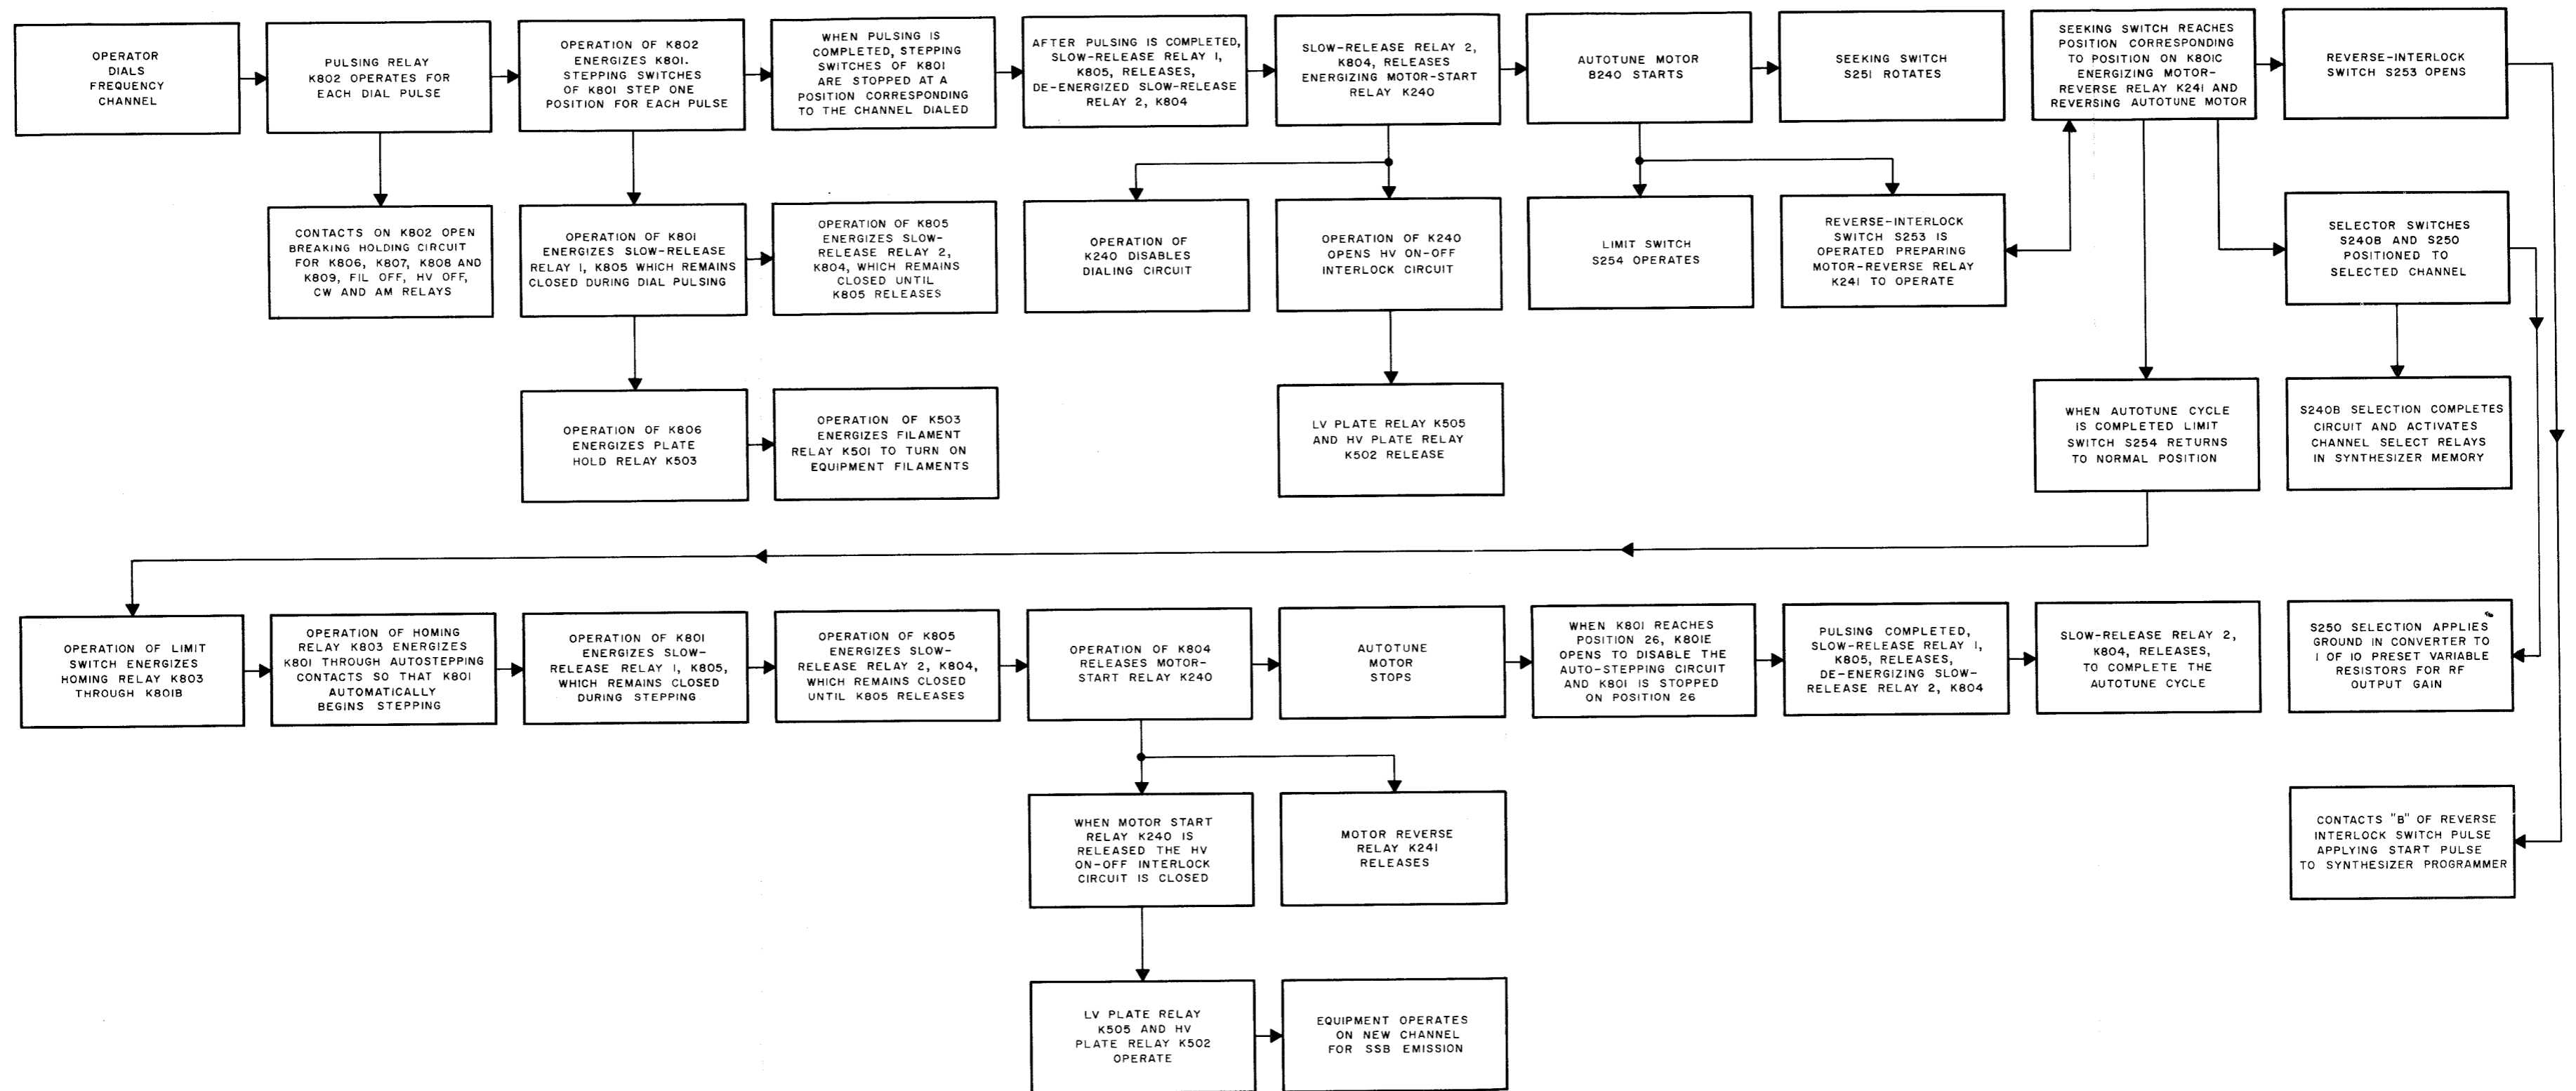 OPERATOR
DIALS
FREQUENCY
CHANNEL
PULSING RELAY
K802 OPERATES FOR
EACH DIAL PULSE
OPERATION OF K802
ENERGIZES K801.
STEPPING SWITCHES
OF K801 STEP ONE
POSITION FOR EACH PULSE
WHEN PULSING IS
COMPLETED, STEPPING
SWITCHES OF K801
ARE STOPPED AT A
POSITION CORRESPONDING
TO THE CHANNEL DIALED
AFTER PULSING IS COMPLETED,
SLOW-RELEASE RELAY 1,
K805, RELEASES,
DE-ENERGIZED SLOW-RELEASE
RELAY 2, K804
SLOW-RELEASE RELAY 2,
K804, RELEASES
ENERGIZING MOTOR-START
RELAY K240
AUTOTUNE MOTOR
B240 STARTS
SEEKING SWITCH
S251 ROTATES
SEEKING SWITCH REACHES
POSITION CORRESPONDING
TO POSITION ON K801C
ENERGIZING MOTOR-
REVERSE RELAY K241 AND
REVERSING AUTOTUNE MOTOR
REVERSE-INTERLOCK
SWITCH S253 OPENS
CONTACTS ON K802 OPEN
BREAKING HOLDING CIRCUIT
FOR K806, K807, K808 AND
K809, FIL OFF, HV OFF,
CW AND AM RELAYS
OPERATION OF K801
ENERGIZES SLOW-RELEASE
RELAY 1, K805 WHICH REMAINS
CLOSED DURING DIAL PULSING
OPERATION OF K805
ENERGIZES SLOW-
RELEASE RELAY 2,
K804, WHICH REMAINS
CLOSED UNTIL
K805 RELEASES
OPERATION OF
K240 DISABLES
DIALING CIRCUIT
OPERATION OF K240
OPENS HV ON-OFF
INTERLOCK CIRCUIT
LIMIT SWITCH
S254 OPERATES
REVERSE-INTERLOCK
SWITCH S253 IS
OPERATED PREPARING
MOTOR-REVERSE RELAY
K241 TO OPERATE
SELECTOR SWITCHES
S240B AND S250
POSITIONED TO
SELECTED CHANNEL
OPERATION OF K806
ENERGIZES PLATE
HOLD RELAY K503
OPERATION OF K503
ENERGIZES FILAMENT
RELAY K501 TO TURN ON
EQUIPMENT FILAMENTS
LV PLATE RELAY K505
AND HV PLATE RELAY
K502 RELEASE
WHEN AUTOTUNE CYCLE
IS COMPLETED LIMIT
SWITCH S254 RETURNS
TO NORMAL POSITION
S240B SELECTION COMPLETES
CIRCUIT AND ACTIVATES
CHANNEL SELECT RELAYS
IN SYNTHESIZER MEMORY
OPERATION OF LIMIT
SWITCH ENERGIZES
HOMING RELAY K803
THROUGH K801B
OPERATION OF HOMING
RELAY K803 ENERGIZES
K801 THROUGH AUTOSTEPPING
CONTACTS SO THAT K801
AUTOMATICALLY
BEGINS STEPPING
OPERATION OF K801
ENERGIZES SLOW-
RELEASE RELAY 1, K805,
WHICH REMAINS CLOSED
DURING STEPPING
OPERATION OF K805
ENERGIZES SLOW-
RELEASE RELAY 2, K804,
WHICH REMAINS CLOSED
UNTIL K805 RELEASES
OPERATION OF K804
RELEASES MOTOR-
START RELAY K240
AUTOTUNE
MOTOR
STOPS
WHEN K801 REACHES
POSITION 26, K801E
OPENS TO DISABLE THE
AUTO-STEPPING CIRCUIT
AND K801 IS STOPPED
ON POSITION 26
PULSING COMPLETED,
SLOW-RELEASE RELAY 1,
K805, RELEASES,
DE-ENERGIZING SLOW-
RELEASE RELAY 2, K804
SLOW-RELEASE RELAY 2,
K804, RELEASES,
TO COMPLETE THE
AUTOTUNE CYCLE
S250 SELECTION APPLIES
GROUND IN CONVERTER TO
1 OF 10 PRESET VARIABLE
RESISTORS FOR RF
OUTPUT GAIN
WHEN MOTOR START
RELAY K240 IS
RELEASED THE HV
ON-OFF INTERLOCK
CIRCUIT IS CLOSED
MOTOR REVERSE
RELAY K241
RELEASES
CONTACTS "B" OF REVERSE
INTERLOCK SWITCH PULSE
APPLYING START PULSE
TO SYNTHESIZER PROGRAMMER
LV PLATE RELAY
K505 AND HV
PLATE RELAY K502
OPERATE
EQUIPMENT OPERATES
ON NEW CHANNEL
FOR SSB EMISSION